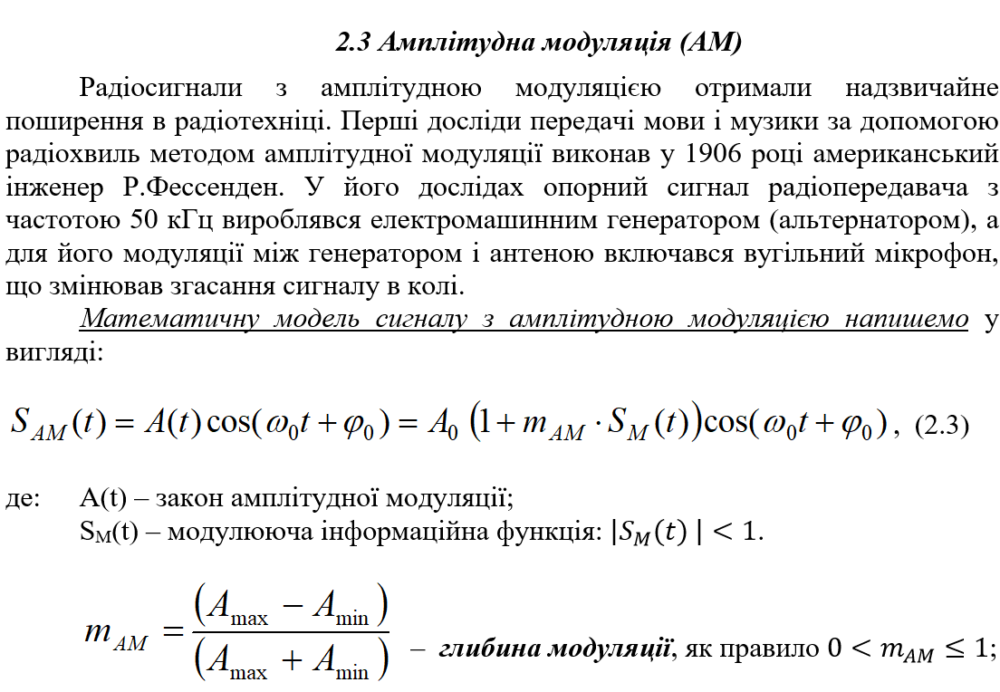 2.3 Амплітудна модуляція (АМ)
Радіосигнали з амплітудною модуляцією отримали надзвичайне
поширення в радіотехніці. Перші досліди передачі мови і музики за допомогою
радіохвиль методом амплітудної модуляції виконав у 1906 році американський
інженер Р.Фессенден. У його дослідах опорний сигнал радіопередавача з
частотою 50 кГц вироблявся електромашинним генератором (альтернатором), а
для його модуляції між генератором і антеною включався вугільний мікрофон,
що змінював згасання сигналу в колі.
Математичну модель сигналу з амплітудною модуляцією напишемо у
вигляді:
S_AM(t) = A(t)cos(ω₀t + φ₀) = A₀ (1 + m_AM · S_M(t))cos(ω₀t + φ₀), (2.3)
де: A(t) – закон амплітудної модуляції;
S_M(t) – модулююча інформаційна функція: |S_M(t)| < 1.
m_AM = (A_max − A_min) / (A_max + A_min) – глибина модуляції, як правило 0 < m_AM ≤ 1;